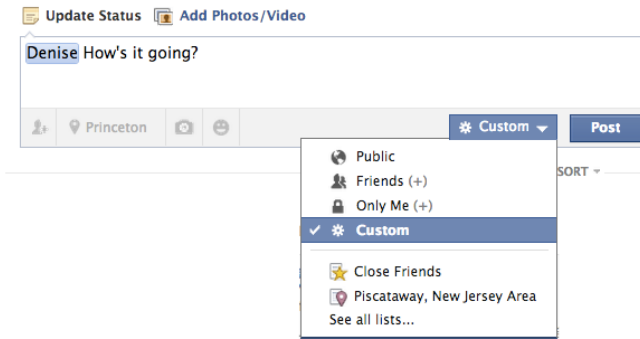 Update Status Add Photos/Video
Denise How's it going?
Princeton Custom Post
Public
SORT
Friends (+)
Only Me (+)
Custom
Close Friends
Piscataway, New Jersey Area
See all lists...